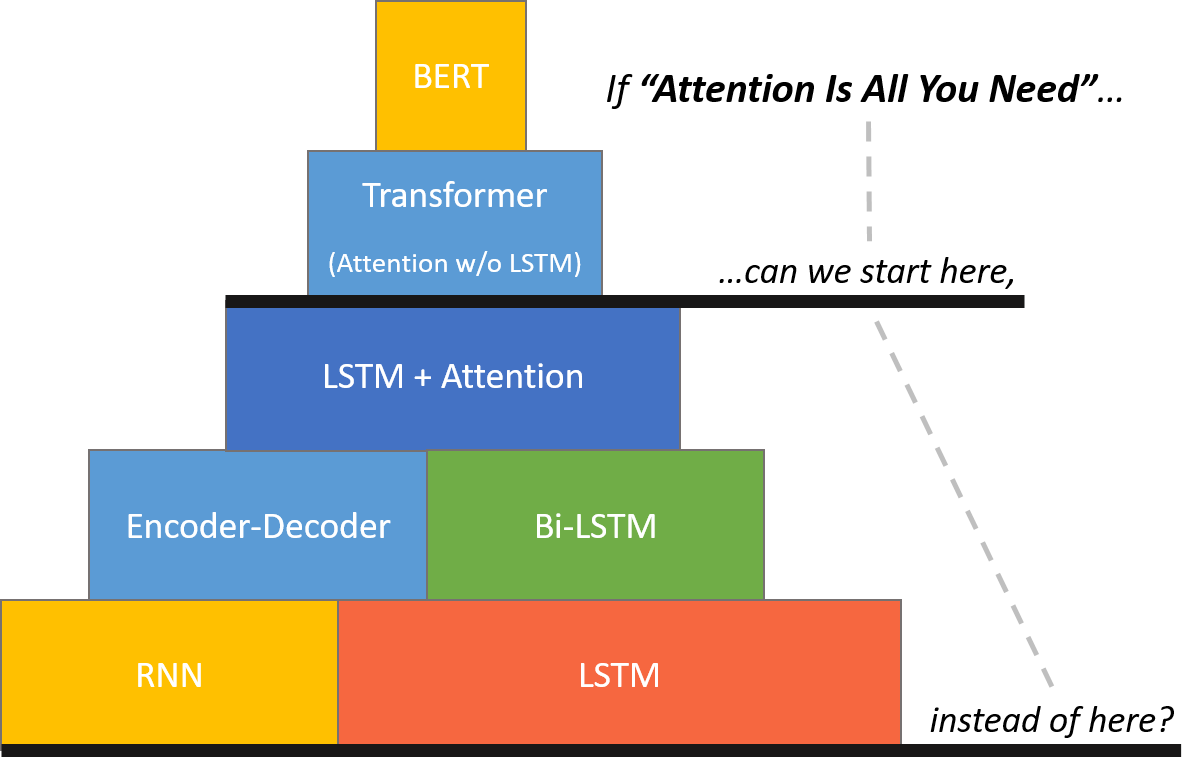 BERT
If “Attention Is All You Need”...
Transformer
(Attention w/o LSTM)
...can we start here,
LSTM + Attention
Encoder-Decoder
Bi-LSTM
RNN
LSTM
instead of here?